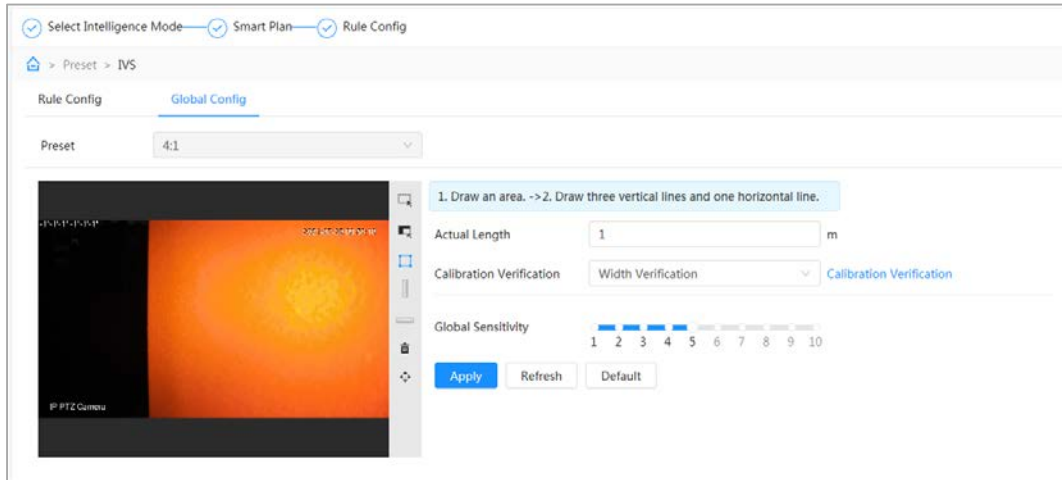 Select Intelligence Mode Smart Plan Rule Config
> Preset > IVS
Rule Config Global Config
Preset 4:1
1. Draw an area. ->2. Draw three vertical lines and one horizontal line.
Actual Length 1 m
Calibration Verification Width Verification Calibration Verification
Global Sensitivity
1 2 3 4 5 6 7 8 9 10
Apply Refresh Default
IP PTZ Camera